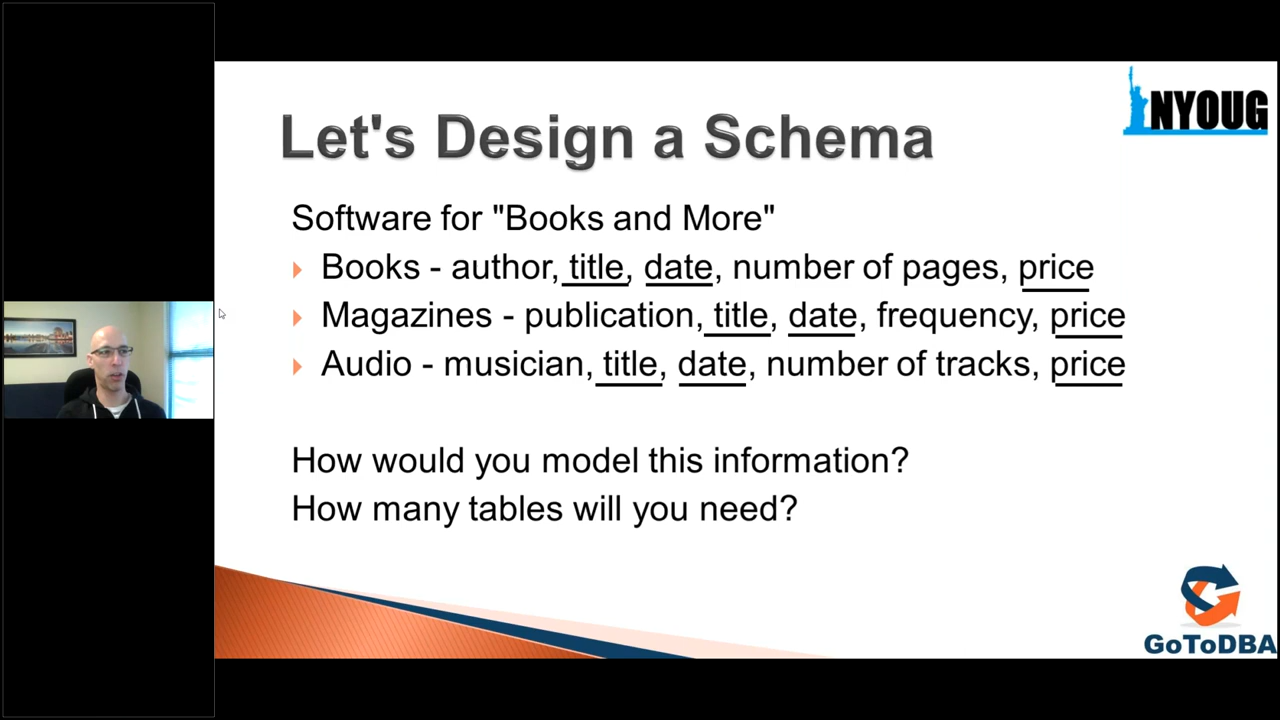 NYOUG
Let's Design a Schema
Software for "Books and More"
Books - author, title, date, number of pages, price
Magazines - publication, title, date, frequency, price
Audio - musician, title, date, number of tracks, price
How would you model this information?
How many tables will you need?
GoToDBA